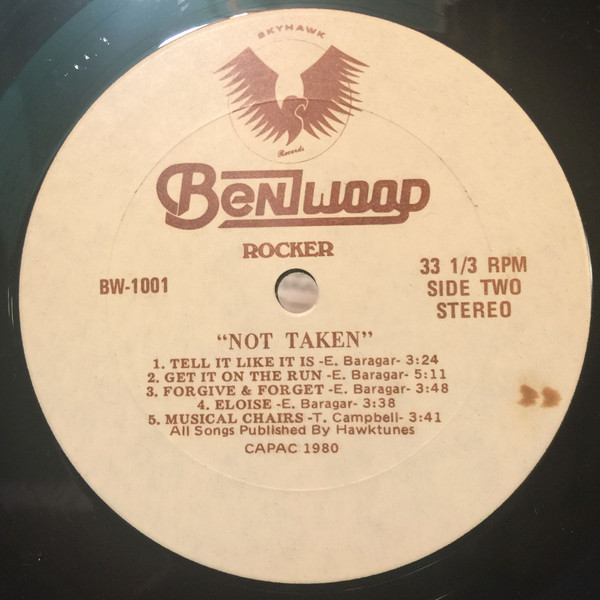 SKYHAWK
Records
BENTWOOD
ROCKER
BW-1001
33 1/3 RPM
SIDE TWO
STEREO
"NOT TAKEN"
1. TELL IT LIKE IT IS -E. Baragar- 3:24
2. GET IT ON THE RUN -E. Baragar- 5:11
3. FORGIVE & FORGET -E. Baragar- 3:48
4. ELOISE -E. Baragar- 3:38
5. MUSICAL CHAIRS -T. Campbell- 3:41
All Songs Published By Hawktunes
CAPAC 1980